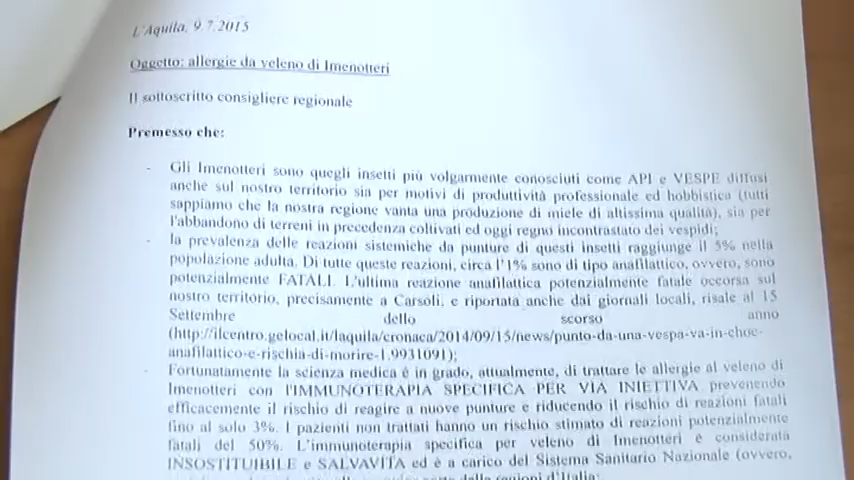 L'Aquila, 9.7.2015
Oggetto: allergie da veleno di Imenotteri
Il sottoscritto consigliere regionale
Premesso che:
- Gli Imenotteri sono quegli insetti più volgarmente conosciuti come API e VESPE diffusi
anche sul nostro territorio sia per motivi di produttività professionale ed hobbistica (tutti
sappiamo che la nostra regione vanta una produzione di miele di altissima qualità), sia per
l'abbandono di terreni in precedenza coltivati ed oggi regno incontrastato dei vespidi;
- la prevalenza delle reazioni sistemiche da punture di questi insetti raggiunge il 5% nella
popolazione adulta. Di tutte queste reazioni, circa l'1% sono di tipo anafilattico, ovvero, sono
potenzialmente FATALI. L'ultima reazione anafilattica potenzialmente fatale occorsa sul
nostro territorio, precisamente a Carsoli, e riportata anche dai giornali locali, risale al 15
Settembre dello scorso anno
(http://ilcentro.gelocal.it/laquila/cronaca/2014/09/15/news/punto-da-una-vespa-va-in-choc-
anafilattico-e-rischia-di-morire-1.9931091);
- Fortunatamente la scienza medica è in grado, attualmente, di trattare le allergie al veleno di
Imenotteri con l'IMMUNOTERAPIA SPECIFICA PER VIA INIETTIVA prevenendo
efficacemente il rischio di reagire a nuove punture e riducendo il rischio di reazioni fatali
fino al solo 3%. I pazienti non trattati hanno un rischio stimato di reazioni potenzialmente
fatali del 50%. L'immunoterapia specifica per veleno di Imenotteri è considerata
INSOSTITUIBILE e SALVAVITA ed è a carico del Sistema Sanitario Nazionale (ovvero,
delle regioni d'Italia;